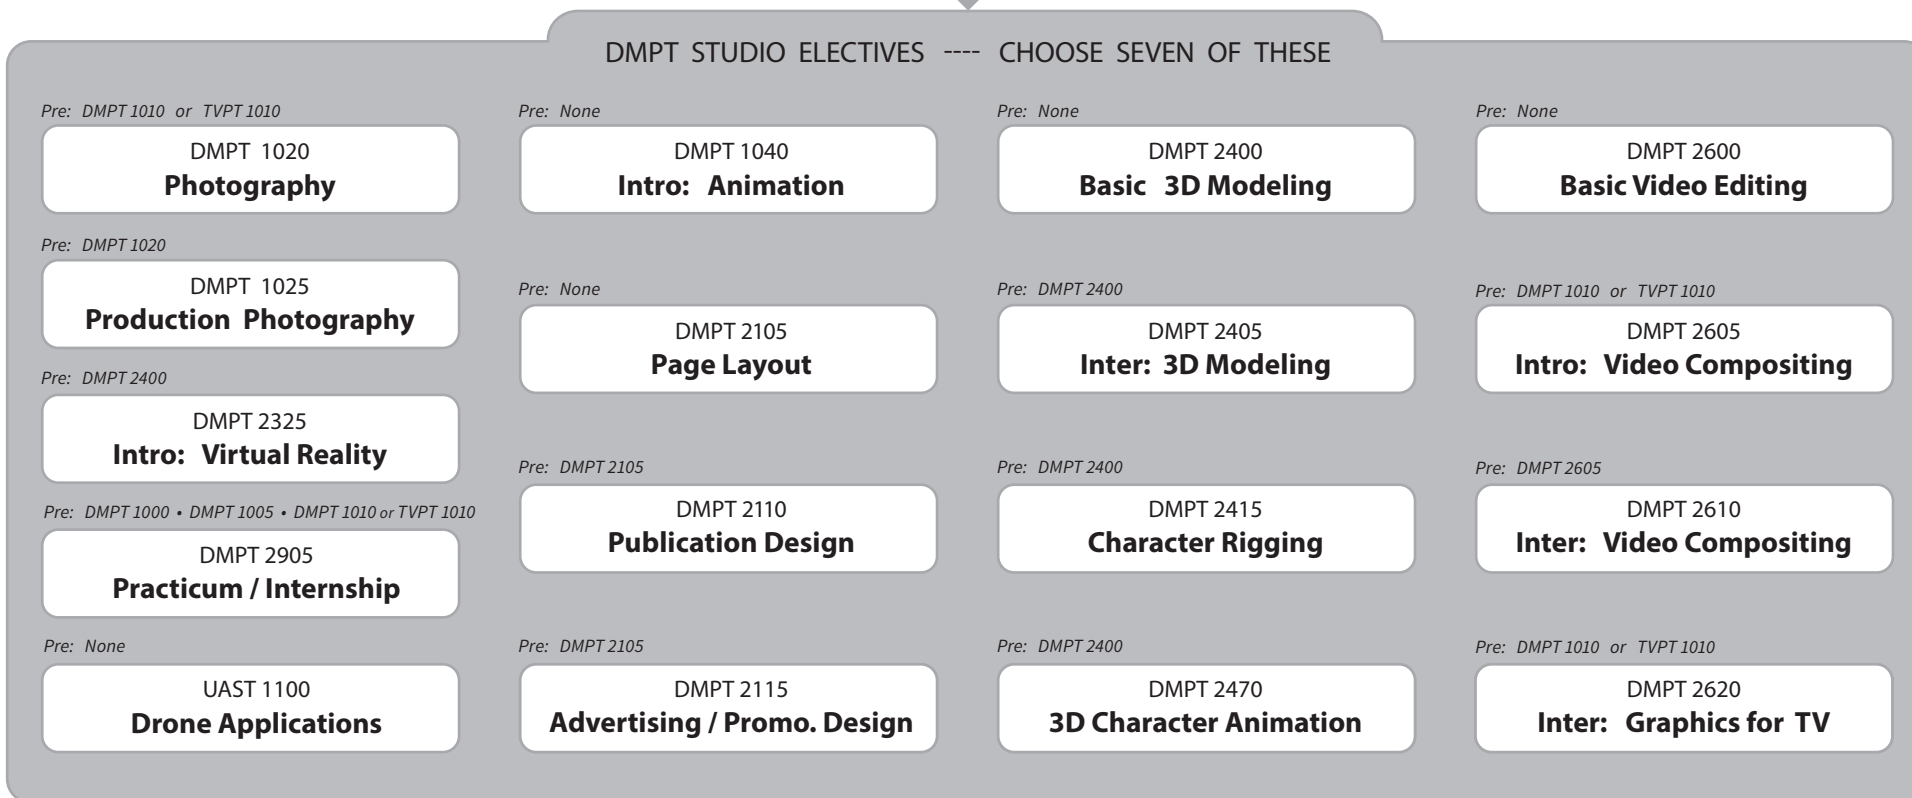 DMPT STUDIO ELECTIVES ---- CHOOSE SEVEN OF THESE
Pre: DMPT 1010 or TVPT 1010
DMPT 1020
Photography
Pre: DMPT 1020
DMPT 1025
Production Photography
Pre: DMPT 2400
DMPT 2325
Intro: Virtual Reality
Pre: DMPT 1000 • DMPT 1005 • DMPT 1010 or TVPT 1010
DMPT 2905
Practicum / Internship
Pre: None
UAST 1100
Drone Applications
Pre: None
DMPT 1040
Intro: Animation
Pre: None
DMPT 2105
Page Layout
Pre: DMPT 2105
DMPT 2110
Publication Design
Pre: DMPT 2105
DMPT 2115
Advertising / Promo. Design
Pre: None
DMPT 2400
Basic 3D Modeling
Pre: DMPT 2400
DMPT 2405
Inter: 3D Modeling
Pre: DMPT 2400
DMPT 2415
Character Rigging
Pre: DMPT 2400
DMPT 2470
3D Character Animation
Pre: None
DMPT 2600
Basic Video Editing
Pre: DMPT 1010 or TVPT 1010
DMPT 2605
Intro: Video Compositing
Pre: DMPT 2605
DMPT 2610
Inter: Video Compositing
Pre: DMPT 1010 or TVPT 1010
DMPT 2620
Inter: Graphics for TV